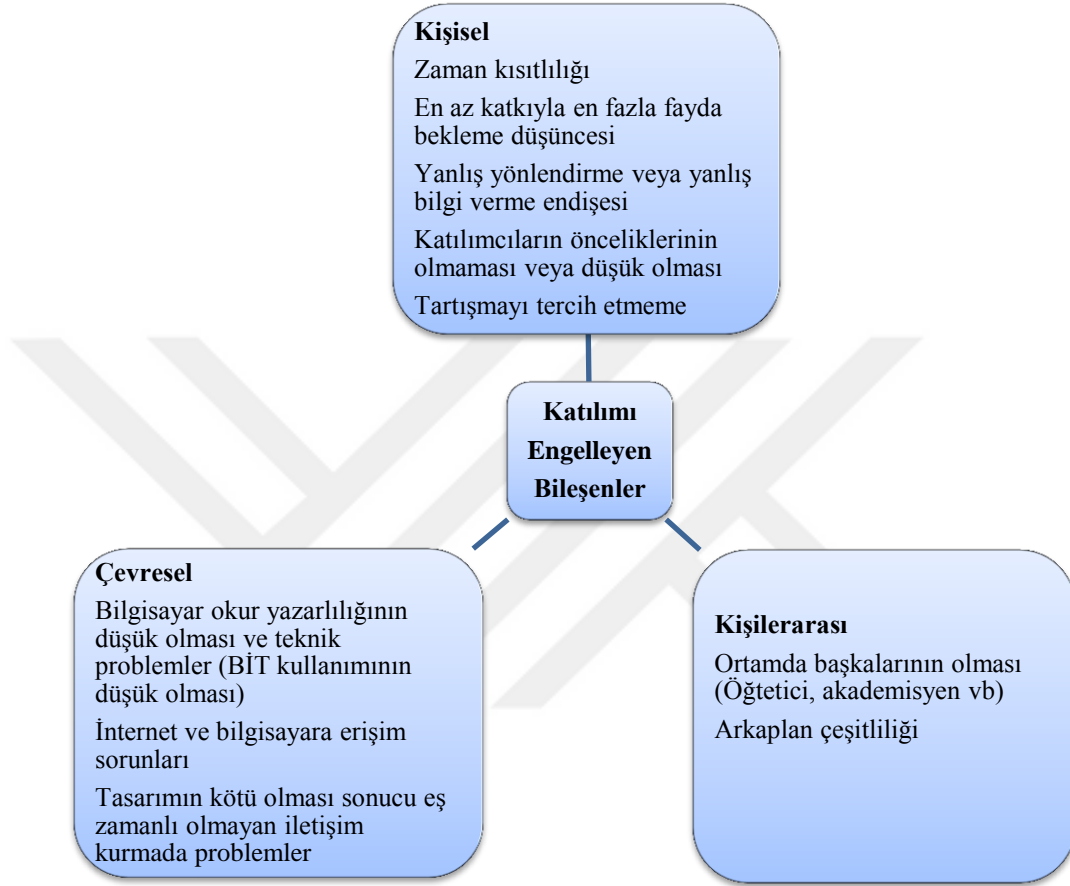 Kişisel
Zaman kısıtlılığı
En az katkıyla en fazla fayda
bekleme düşüncesi
Yanlış yönlendirme veya yanlış
bilgi verme endişesi
Katılımcıların önceliklerinin
olmaması veya düşük olması
Tartışmayı tercih etmeme
Katılımı
Engelleyen
Bileşenler
Çevresel
Bilgisayar okur yazarlılığının
düşük olması ve teknik
problemler (BİT kullanımının
düşük olması)
İnternet ve bilgisayara erişim
sorunları
Tasarımın kötü olması sonucu eş
zamanlı olmayan iletişim
kurmada problemler
Kişilerarası
Ortamda başkalarının olması
(Öğtetici, akademisyen vb)
Arkaplan çeşitliliği